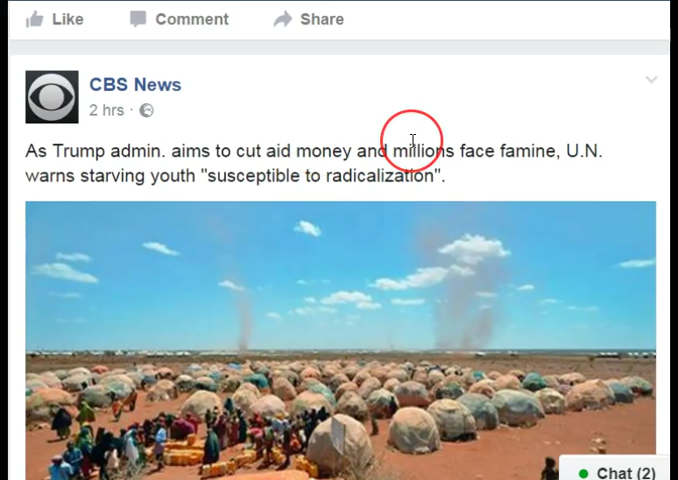 Like Comment Share
CBS News
2 hrs ·
As Trump admin. aims to cut aid money and millions face famine, U.N.
warns starving youth "susceptible to radicalization".
Chat (2)